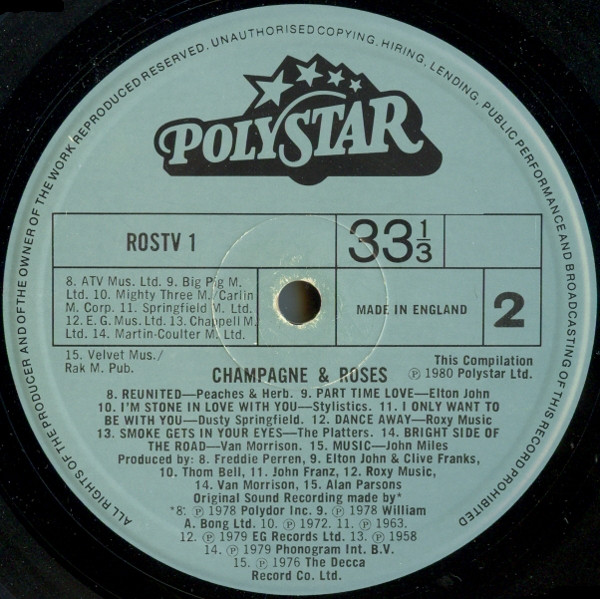 ALL RIGHTS OF THE PRODUCER AND OF THE OWNER OF THE WORK REPRODUCED RESERVED. UNAUTHORISED COPYING, HIRING, LENDING, PUBLIC PERFORMANCE AND BROADCASTING OF THIS RECORD PROHIBITED
POLYSTAR
ROSTV 1
33 1/3
8. ATV Mus. Ltd. 9. Big Pig M.
Ltd. 10. Mighty Three M./Carlin
M. Corp. 11. Springfield M. Ltd.
12. E.G. Mus. Ltd. 13. Chappell M.
Ltd. 14. Martin-Coulter M. Ltd.
15. Velvet Mus./
Rak M. Pub.
MADE IN ENGLAND
2
CHAMPAGNE & ROSES
This Compilation
Ⓟ 1980 Polystar Ltd.
8. REUNITED—Peaches & Herb. 9. PART TIME LOVE—Elton John
10. I'M STONE IN LOVE WITH YOU—Stylistics. 11. I ONLY WANT TO
BE WITH YOU—Dusty Springfield. 12. DANCE AWAY—Roxy Music
13. SMOKE GETS IN YOUR EYES—The Platters. 14. BRIGHT SIDE OF
THE ROAD—Van Morrison. 15. MUSIC—John Miles
Produced by: 8. Freddie Perren, 9. Elton John & Clive Franks,
10. Thom Bell, 11. John Franz, 12. Roxy Music,
14. Van Morrison, 15. Alan Parsons
Original Sound Recording made by*
*8. Ⓟ 1978 Polydor Inc. 9. Ⓟ 1978 William
A. Bong Ltd. 10. Ⓟ 1972. 11. Ⓟ 1963.
12. Ⓟ 1979 EG Records Ltd. 13. Ⓟ 1958
14. Ⓟ 1979 Phonogram Int. B.V.
15. Ⓟ 1976 The Decca
Record Co. Ltd.